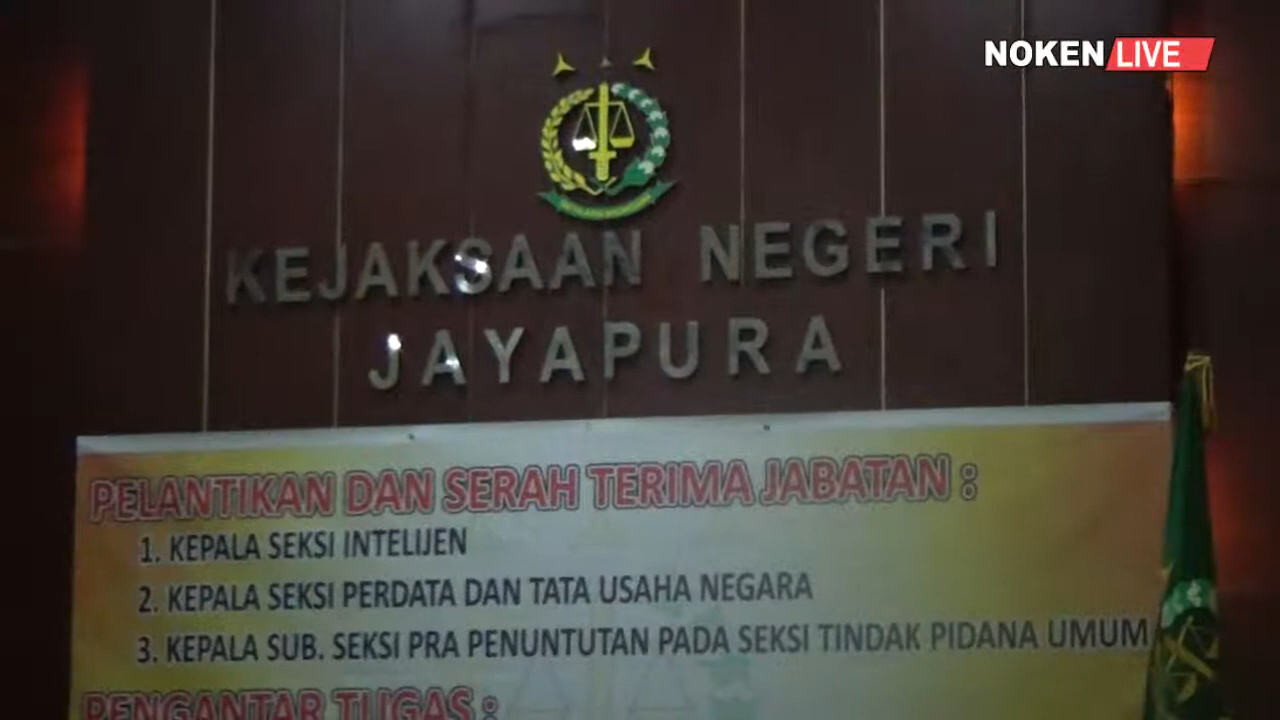 NOKEN LIVE
KEJAKSAAN NEGERI
JAYAPURA
PELANTIKAN DAN SERAH TERIMA JABATAN :
1. KEPALA SEKSI INTELIJEN
2. KEPALA SEKSI PERDATA DAN TATA USAHA NEGARA
3. KEPALA SUB. SEKSI PRA PENUNTUTAN PADA SEKSI TINDAK PIDANA UMUM
PENGANTAR TUGAS :